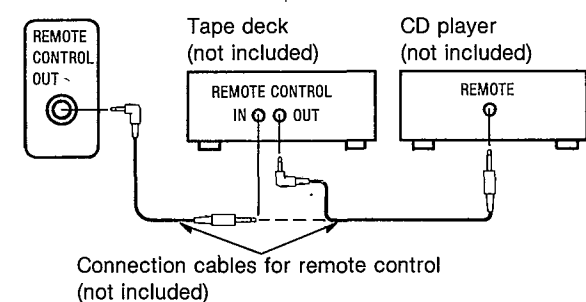 REMOTE
CONTROL
OUT
Tape deck
(not included)
REMOTE CONTROL
IN OUT
CD player
(not included)
REMOTE
Connection cables for remote control
(not included)